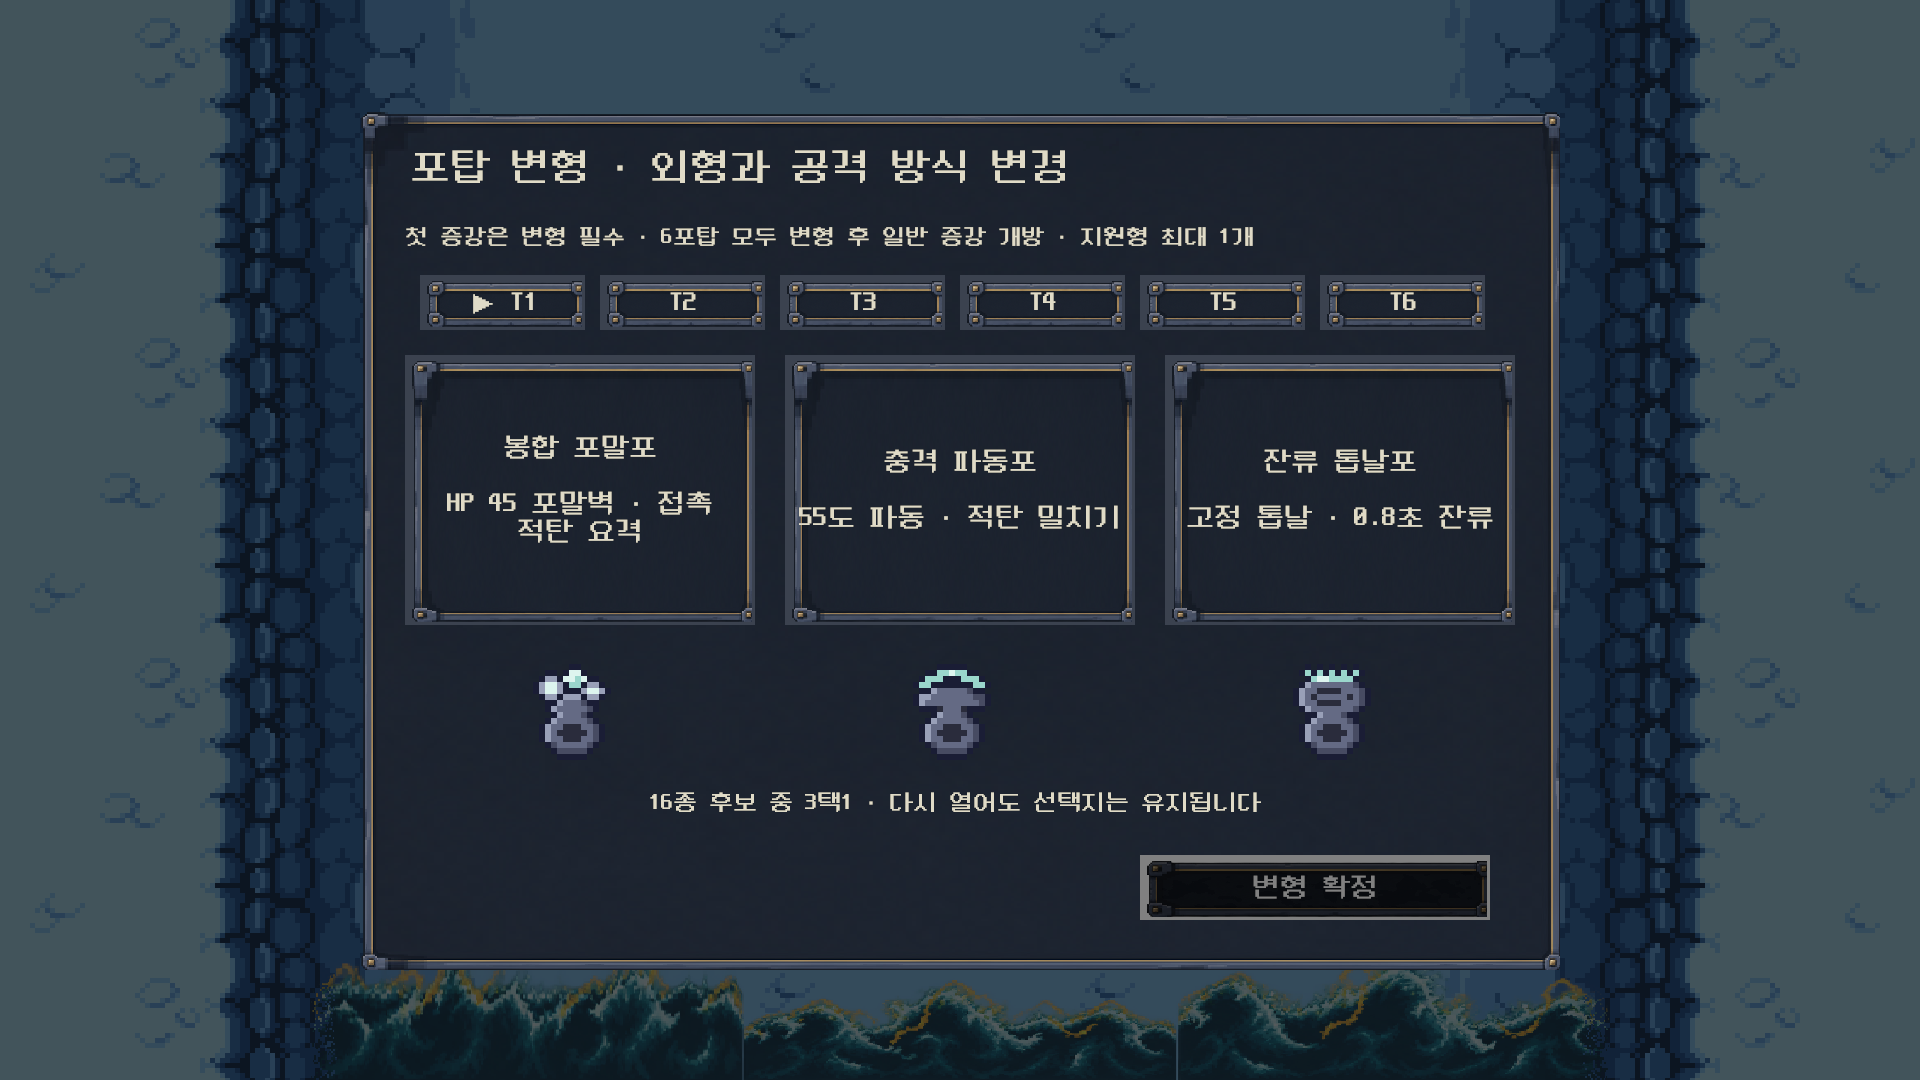 포탑 변형 · 외형과 공격 방식 변경
첫 증강은 변형 필수 · 6포탑 모두 변형 후 일반 증강 개방 · 지원형 최대 1개
▶ T1
T2
T3
T4
T5
T6
봉합 포말포
HP 45 포말벽 · 접촉
적탄 요격
충격 파동포
55도 파동 · 적탄 밀치기
잔류 톱날포
고정 톱날 · 0.8초 잔류
16종 후보 중 3택1 · 다시 열어도 선택지는 유지됩니다
변형 확정